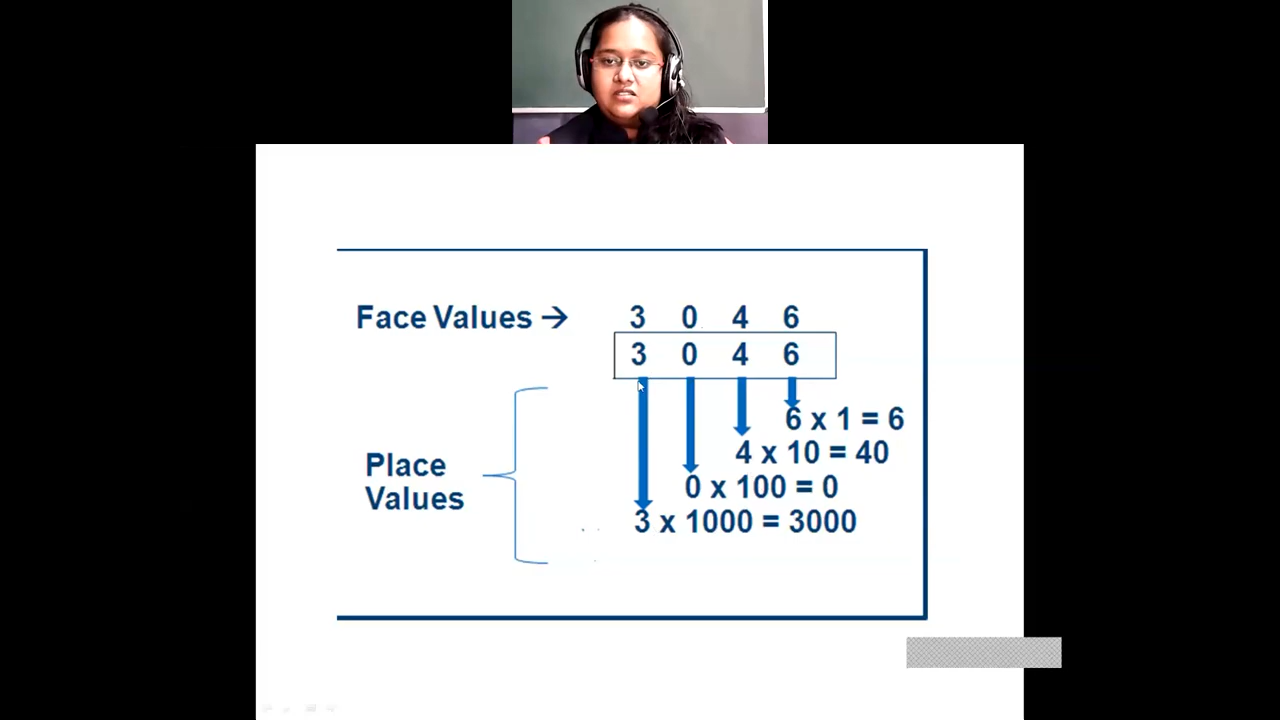 Face Values → 3 0 4 6
3 0 4 6
6 x 1 = 6
4 x 10 = 40
Place
Values
0 x 100 = 0
3 x 1000 = 3000